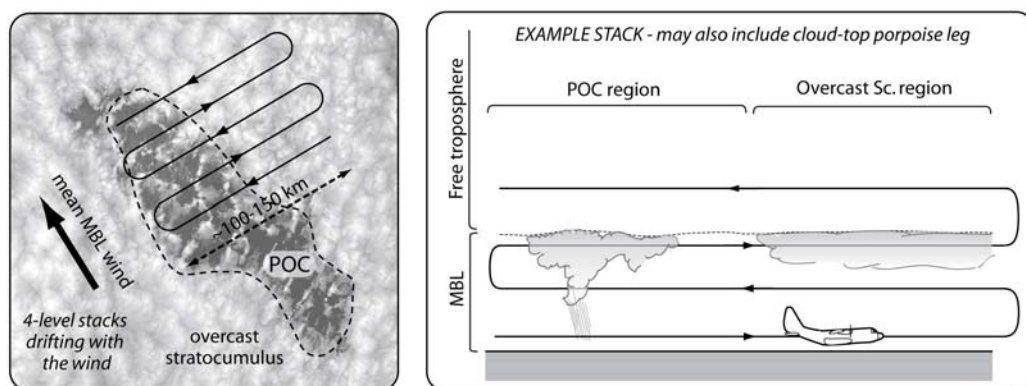 ~100-150 km
mean MBL wind
POC
4-level stacks
drifting with
the wind
overcast
stratocumulus
EXAMPLE STACK - may also include cloud-top porpoise leg
POC region
Overcast Sc. region
Free troposphere
MBL